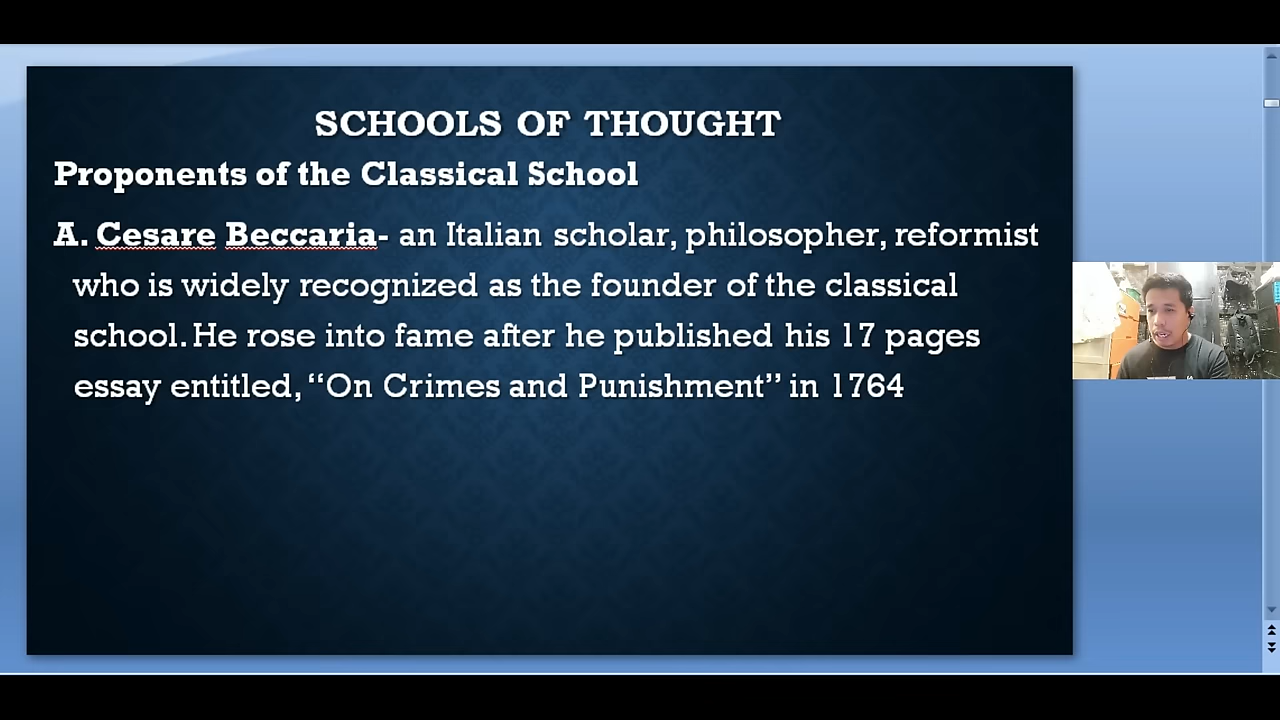 SCHOOLS OF THOUGHT
Proponents of the Classical School
A. Cesare Beccaria- an Italian scholar, philosopher, reformist
who is widely recognized as the founder of the classical
school. He rose into fame after he published his 17 pages
essay entitled, “On Crimes and Punishment” in 1764